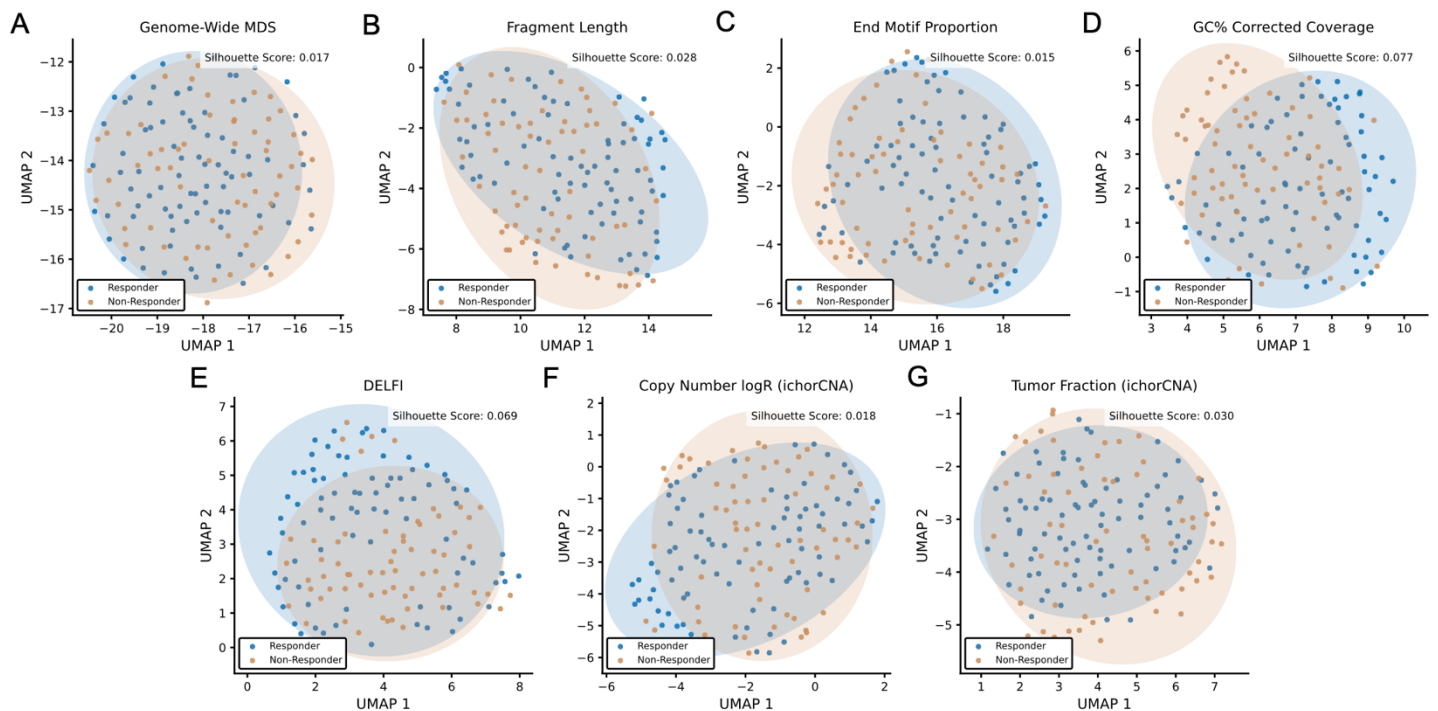 A
Genome-Wide MDS
Silhouette Score: 0.017
−12
−13
−14
−15
−16
−17
UMAP 2
Responder
Non-Responder
−20 −19 −18 −17 −16 −15
UMAP 1
B
Fragment Length
Silhouette Score: 0.028
0
−2
−4
−6
−8
UMAP 2
Responder
Non-Responder
8 10 12 14
UMAP 1
C
End Motif Proportion
Silhouette Score: 0.015
2
0
−2
−4
−6
UMAP 2
Responder
Non-Responder
12 14 16 18
UMAP 1
D
GC% Corrected Coverage
Silhouette Score: 0.077
6
5
4
3
2
1
0
−1
UMAP 2
Responder
Non-Responder
3 4 5 6 7 8 9 10
UMAP 1
E
DELFI
Silhouette Score: 0.069
7
6
5
4
3
2
1
0
UMAP 2
Responder
Non-Responder
0 2 4 6 8
UMAP 1
F
Copy Number logR (ichorCNA)
Silhouette Score: 0.018
2
1
0
−1
−2
−3
−4
−5
−6
UMAP 2
Responder
Non-Responder
−6 −4 −2 0 2
UMAP 1
G
Tumor Fraction (ichorCNA)
Silhouette Score: 0.030
−1
−2
−3
−4
−5
UMAP 2
Responder
Non-Responder
1 2 3 4 5 6 7
UMAP 1